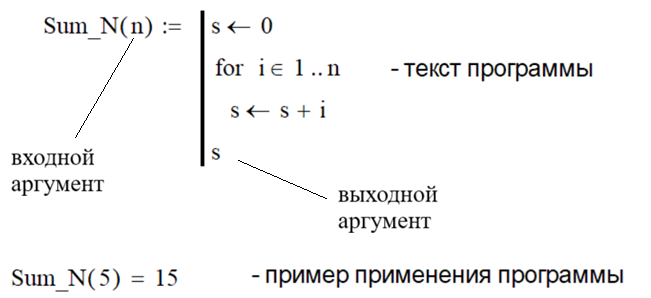 Sum_N(n) := s ← 0
for i ∈ 1 .. n - текст программы
s ← s + i
s
входной
аргумент
выходной
аргумент
Sum_N(5) = 15 - пример применения программы